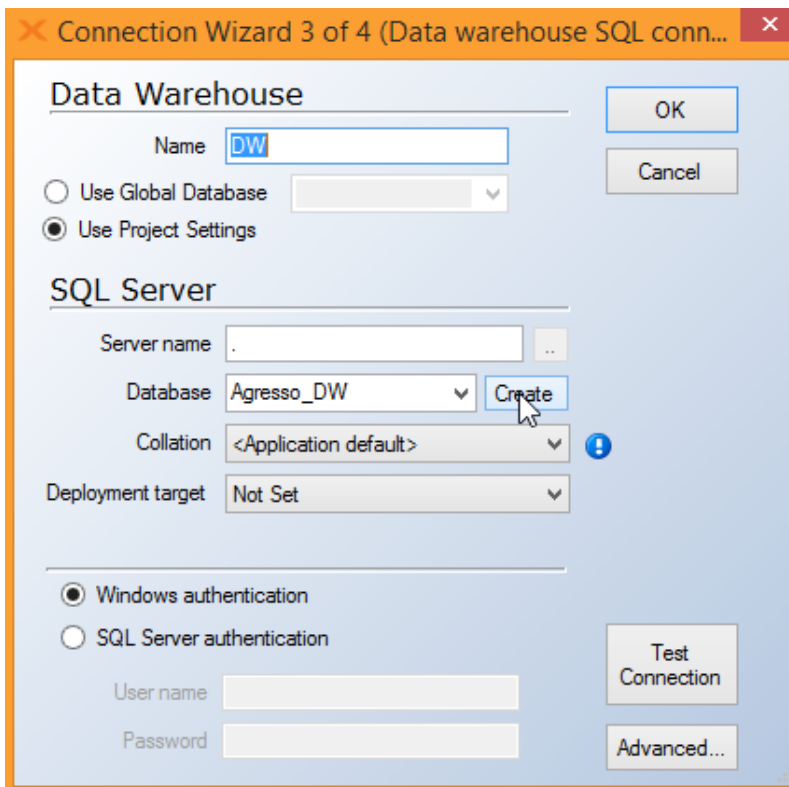 Connection Wizard 3 of 4 (Data warehouse SQL conn...
Data Warehouse
OK
Name DW
Cancel
Use Global Database
Use Project Settings
SQL Server
Server name . ..
Database Agresso_DW Create
Collation <Application default>
Deployment target Not Set
Windows authentication
SQL Server authentication
Test
Connection
User name
Password
Advanced...